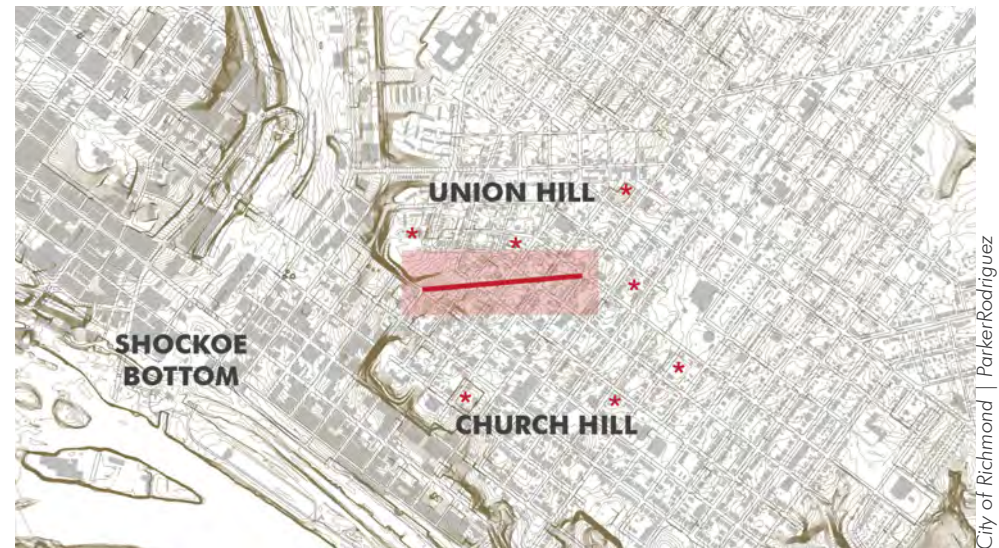 UNION HILL
SHOCKOE
BOTTOM
CHURCH HILL
City of Richmond | ParkerRodriguez